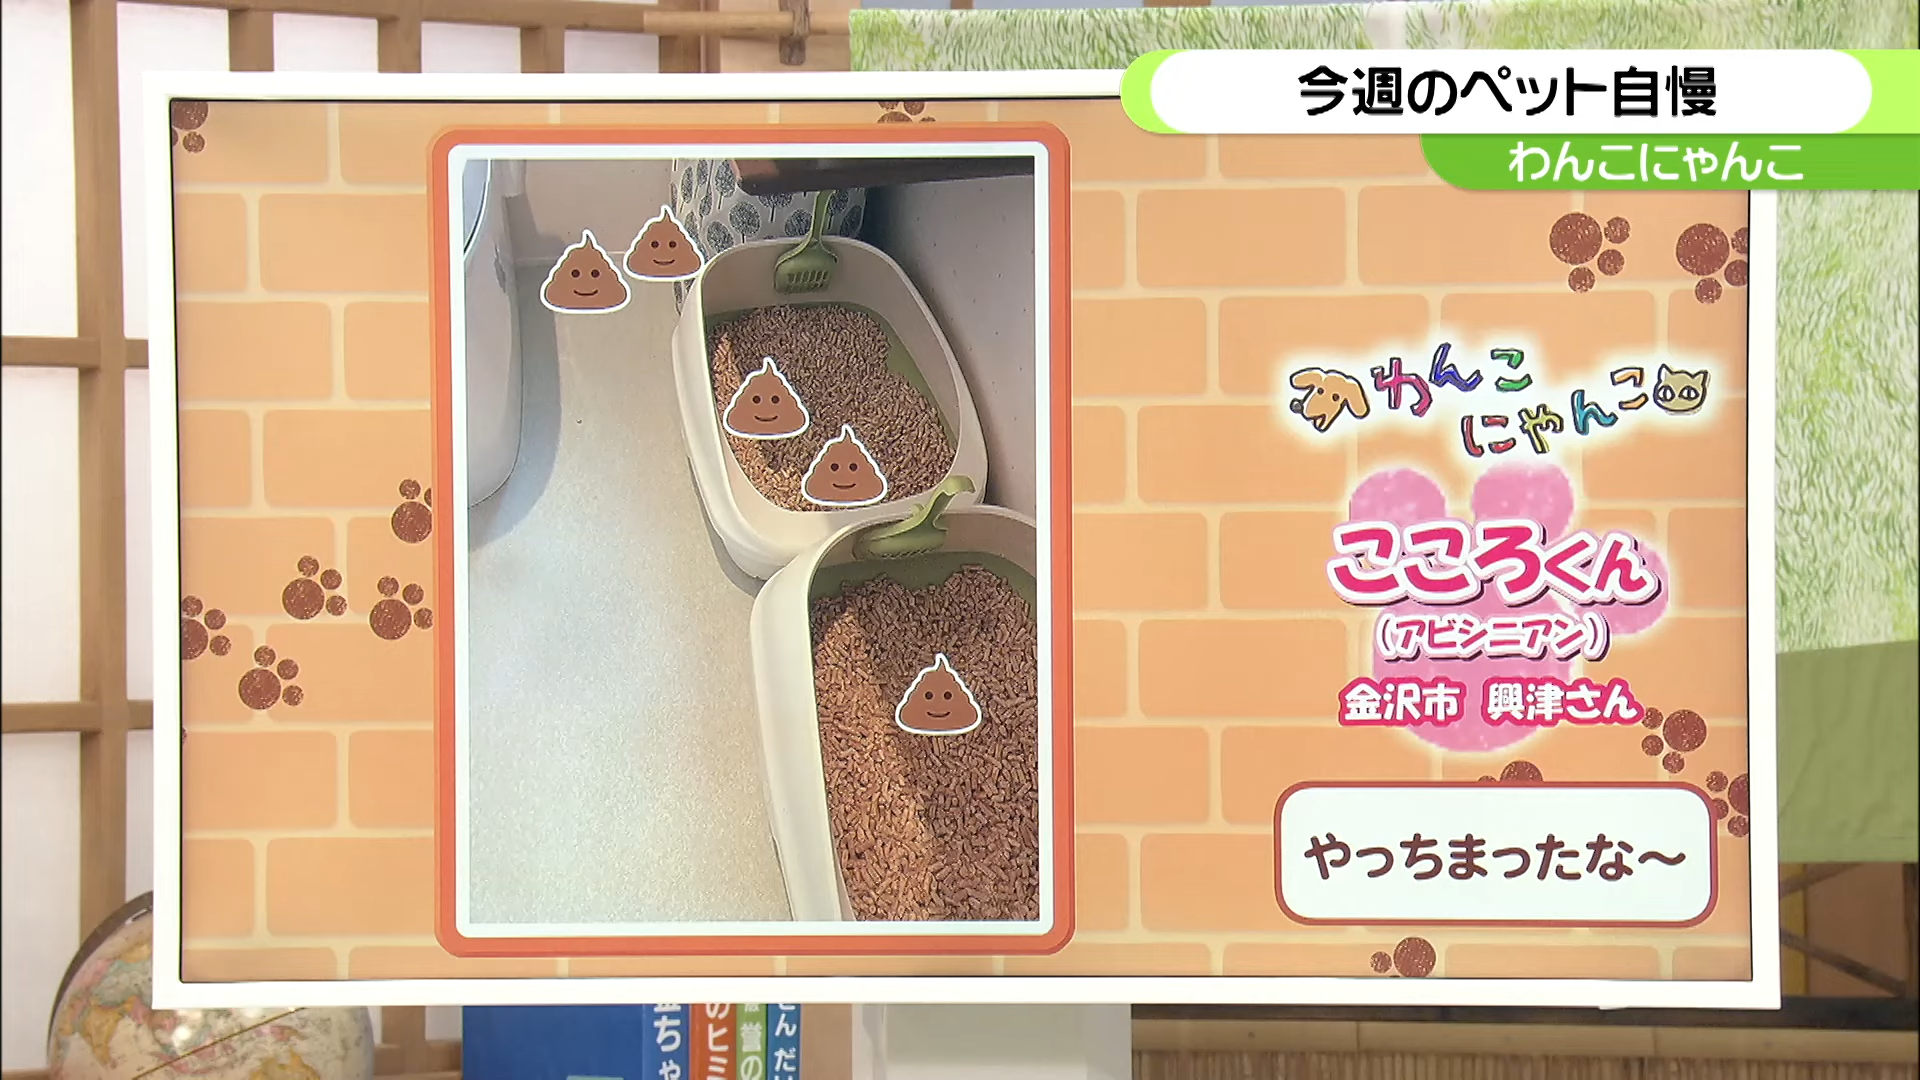 今週のペット自慢
わんこにゃんこ
わんこ
にゃんこ
こころくん
(アビシニアン)
金沢市 興津さん
やっちまったな〜